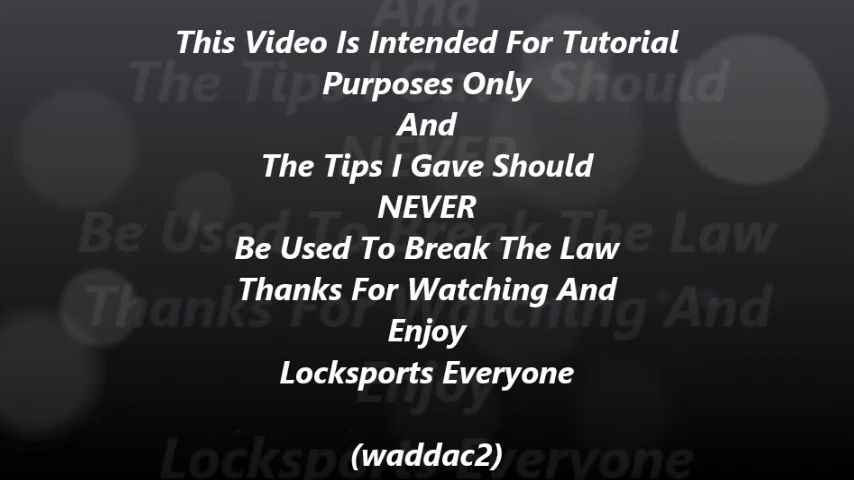 This Video Is Intended For Tutorial
Purposes Only
And
The Tips I Gave Should
NEVER
Be Used To Break The Law
Thanks For Watching And
Enjoy
Locksports Everyone
(waddac2)